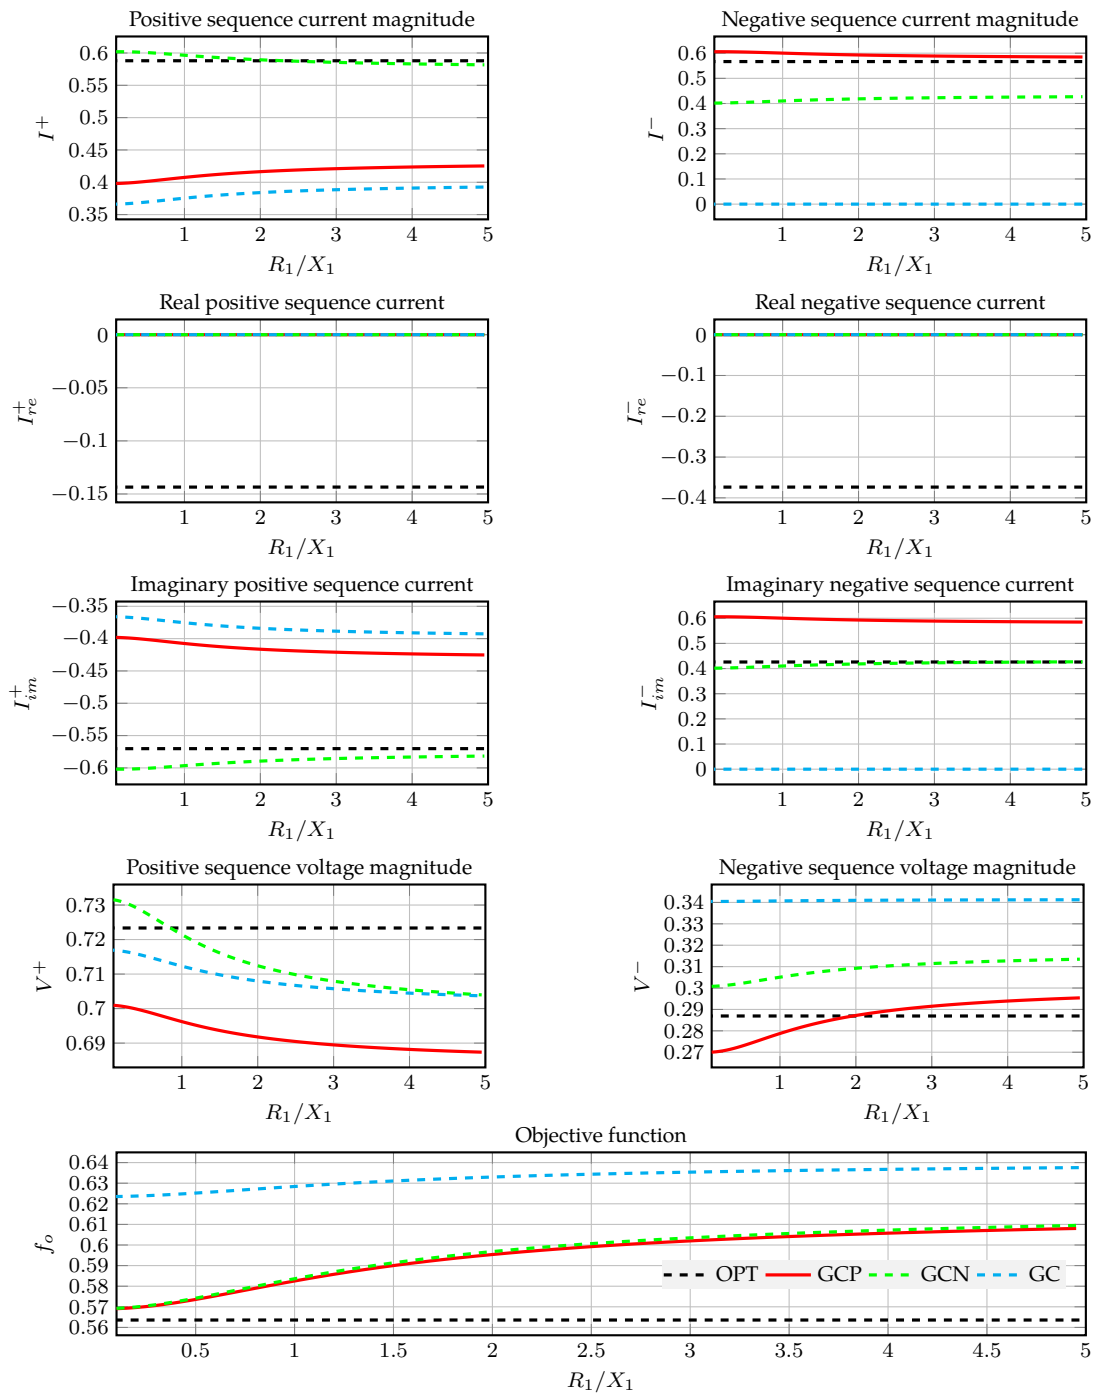 Positive sequence current magnitude
0.6
0.55
0.5
0.45
0.4
0.35
I⁺
1 2 3 4 5
R₁/X₁
Negative sequence current magnitude
0.6
0.5
0.4
0.3
0.2
0.1
0
I⁻
1 2 3 4 5
R₁/X₁
Real positive sequence current
0
−0.05
−0.1
−0.15
I⁺re
1 2 3 4 5
R₁/X₁
Real negative sequence current
0
−0.1
−0.2
−0.3
−0.4
I⁻re
1 2 3 4 5
R₁/X₁
Imaginary positive sequence current
−0.35
−0.4
−0.45
−0.5
−0.55
−0.6
I⁺im
1 2 3 4 5
R₁/X₁
Imaginary negative sequence current
0.6
0.5
0.4
0.3
0.2
0.1
0
I⁻im
1 2 3 4 5
R₁/X₁
Positive sequence voltage magnitude
0.73
0.72
0.71
0.7
0.69
V⁺
1 2 3 4 5
R₁/X₁
Negative sequence voltage magnitude
0.34
0.33
0.32
0.31
0.3
0.29
0.28
0.27
V⁻
1 2 3 4 5
R₁/X₁
Objective function
0.64
0.63
0.62
0.61
0.6
0.59
0.58
0.57
0.56
fₒ
OPT GCP GCN GC
0.5 1 1.5 2 2.5 3 3.5 4 4.5 5
R₁/X₁